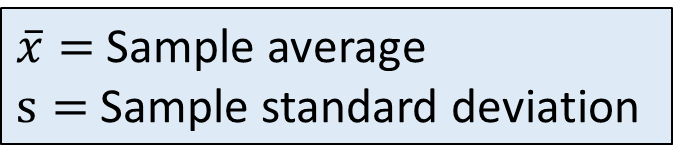 x̄ = Sample average
s = Sample standard deviation